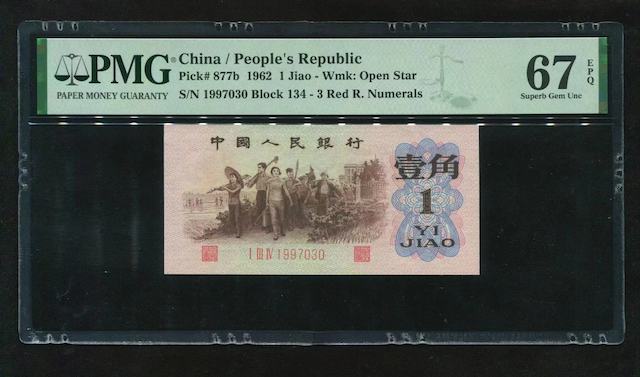 PMG
PAPER MONEY GUARANTY
China / People's Republic
Pick# 877b 1962 1 Jiao - Wmk: Open Star
S/N 1997030 Block 134 - 3 Red R. Numerals
67 EPQ
Superb Gem Unc
中國人民銀行
壹角
1
YI
JIAO
I III IV 1997030